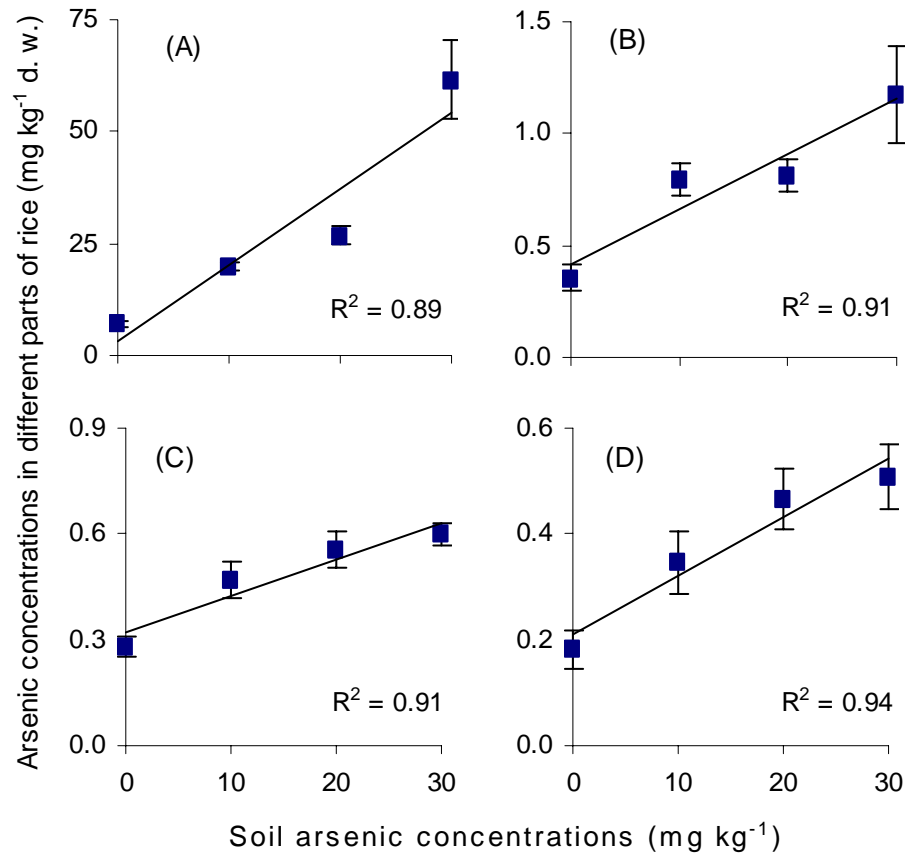 Arsenic concentrations in different parts of rice (mg kg⁻¹ d. w.)
75
50
25
0
(A)
R² = 0.89
1.5
1.0
0.5
0.0
(B)
R² = 0.91
0.9
0.6
0.3
0.0
(C)
R² = 0.91
0 10 20 30
0.6
0.4
0.2
0.0
(D)
R² = 0.94
0 10 20 30
Soil arsenic concentrations (mg kg⁻¹)